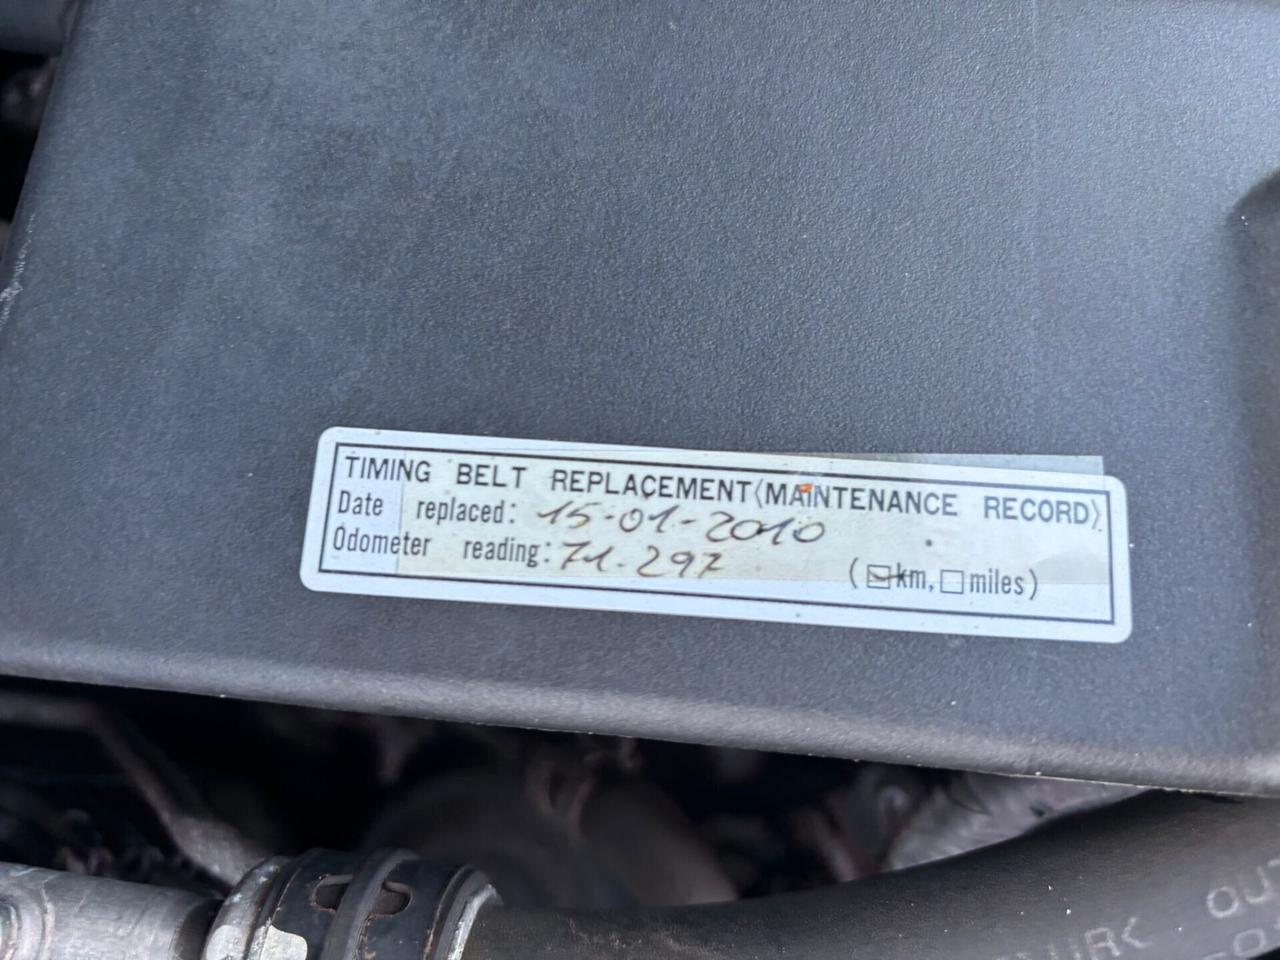 TIMING BELT REPLACEMENT〈MAINTENANCE RECORD〉
Date replaced: 15-01-2010
Odometer reading: 71.297 (☑km, ☐miles)